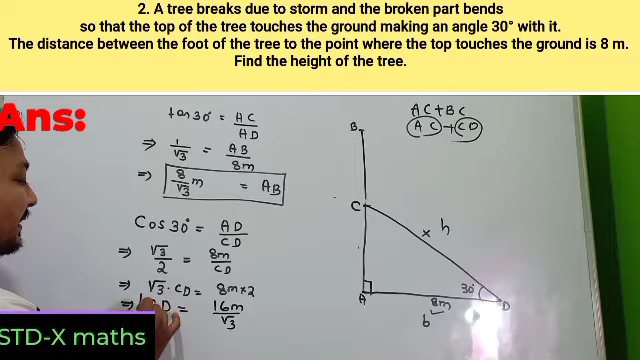 2. A tree breaks due to storm and the broken part bends
so that the top of the tree touches the ground making an angle 30° with it.
The distance between the foot of the tree to the point where the top touches the ground is 8 m.
Find the height of the tree.
Ans:
tan30° = AC/AD
⇒ 1/√3 = AB/8m
⇒ 8/√3 m = AB
Cos30° = AD/CD
⇒ √3/2 = 8m/CD
⇒ √3·CD = 8m×2
⇒ D = 16m/√3
AC+BC
AC+CD
B
C
h
30°
A
8m
D
b
STD-X maths